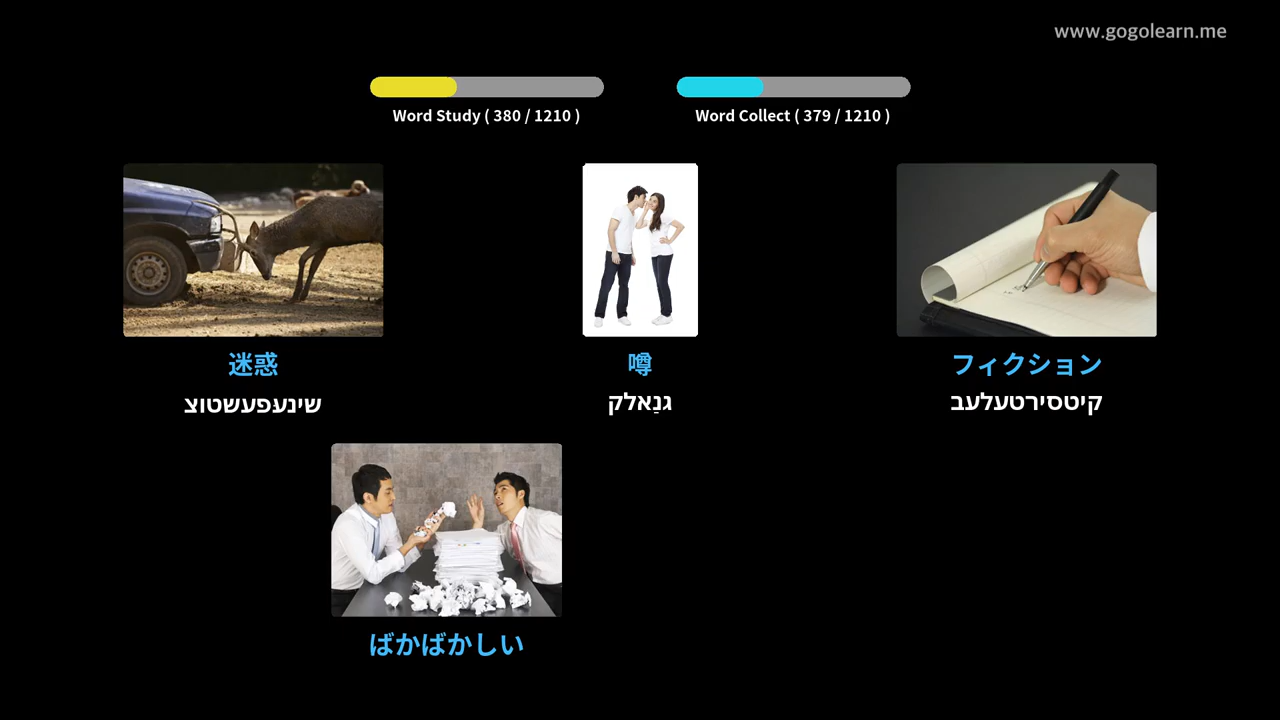 www.gogolearn.me
Word Study ( 380 / 1210 )
Word Collect ( 379 / 1210 )
迷惑
שינעפעשטוצ
噂
גנַאלק
フィクション
קיטסירטעלעב
ばかばかしい